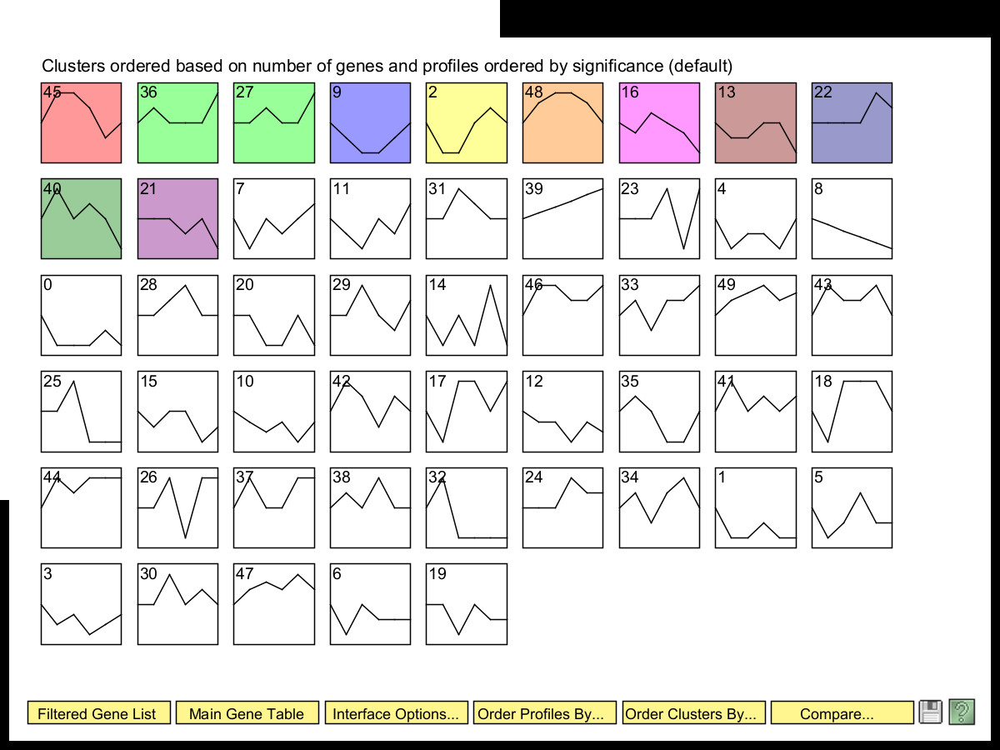 Clusters ordered based on number of genes and profiles ordered by significance (default)
45 36 27 9 2 48 16 13 22
40 21 7 11 31 39 23 4 8
0 28 20 29 14 46 33 49 43
25 15 10 42 17 12 35 41 18
44 26 37 38 32 24 34 1 5
3 30 47 6 19
Filtered Gene List Main Gene Table Interface Options... Order Profiles By... Order Clusters By... Compare... ?